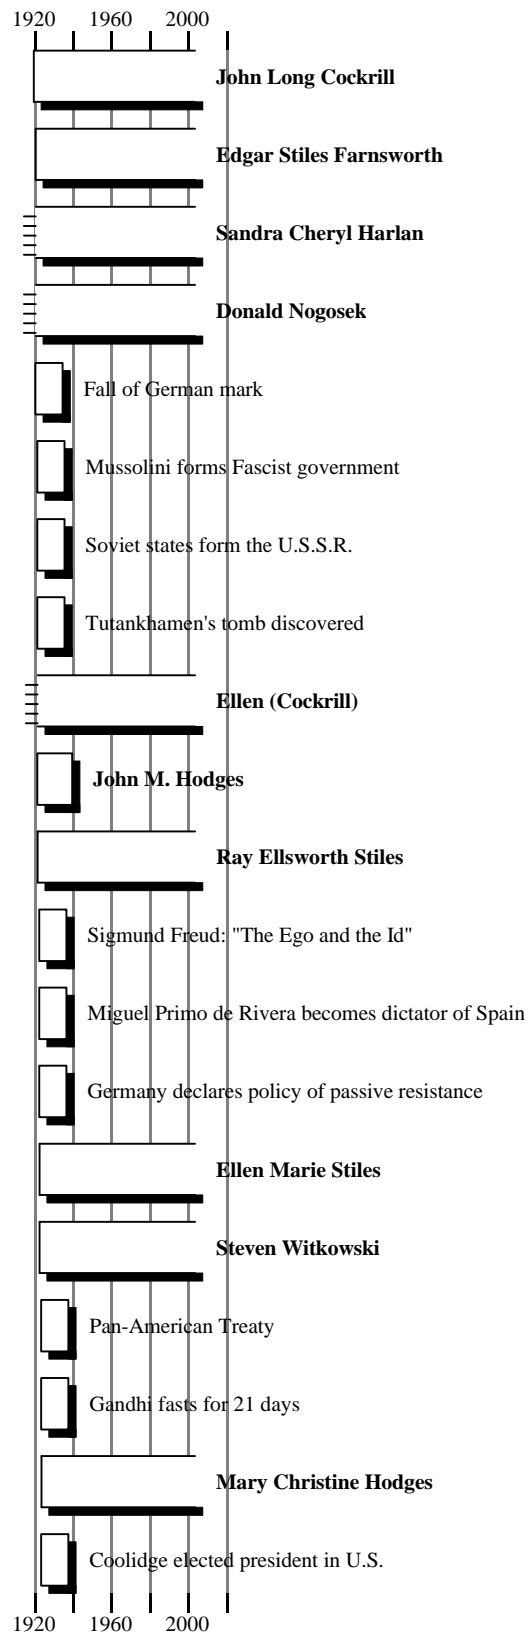 1920 1960 2000
John Long Cockrill
Edgar Stiles Farnsworth
Sandra Cheryl Harlan
Donald Nogosek
Fall of German mark
Mussolini forms Fascist government
Soviet states form the U.S.S.R.
Tutankhamen's tomb discovered
Ellen (Cockrill)
John M. Hodges
Ray Ellsworth Stiles
Sigmund Freud: "The Ego and the Id"
Miguel Primo de Rivera becomes dictator of Spain
Germany declares policy of passive resistance
Ellen Marie Stiles
Steven Witkowski
Pan-American Treaty
Gandhi fasts for 21 days
Mary Christine Hodges
Coolidge elected president in U.S.
1920 1960 2000